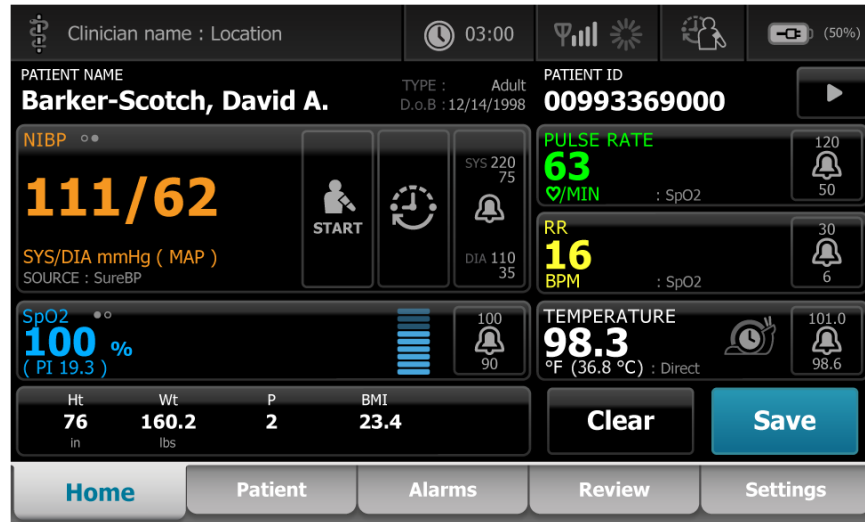 Clinician name : Location
03:00
(50%)
PATIENT NAME
Barker-Scotch, David A.
TYPE : Adult
D.o.B : 12/14/1998
PATIENT ID
00993369000
NIBP
111/62
SYS/DIA mmHg ( MAP )
SOURCE : SureBP
START
SYS 220
75
DIA 110
35
PULSE RATE
63
/MIN : SpO2
120
50
RR
16
BPM : SpO2
30
6
SpO2
100 %
( PI 19.3 )
100
90
TEMPERATURE
98.3
°F (36.8 °C) : Direct
101.0
98.6
Ht Wt P BMI
76 160.2 2 23.4
in lbs
Clear Save
Home Patient Alarms Review Settings